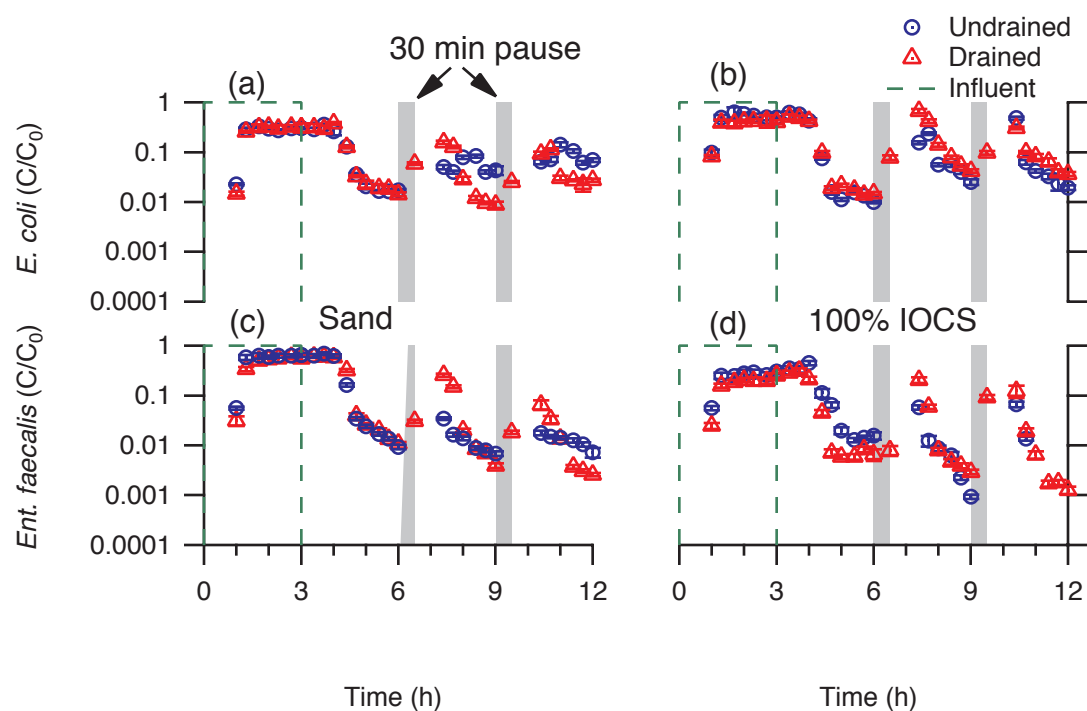 Undrained
Drained
Influent
30 min pause
(a)
(b)
E. coli (C/C0)
1
0.1
0.01
0.001
0.0001
(c)
Sand
(d)
100% IOCS
Ent. faecalis (C/C0)
1
0.1
0.01
0.001
0.0001
0 3 6 9 12
0 3 6 9 12
Time (h)
Time (h)